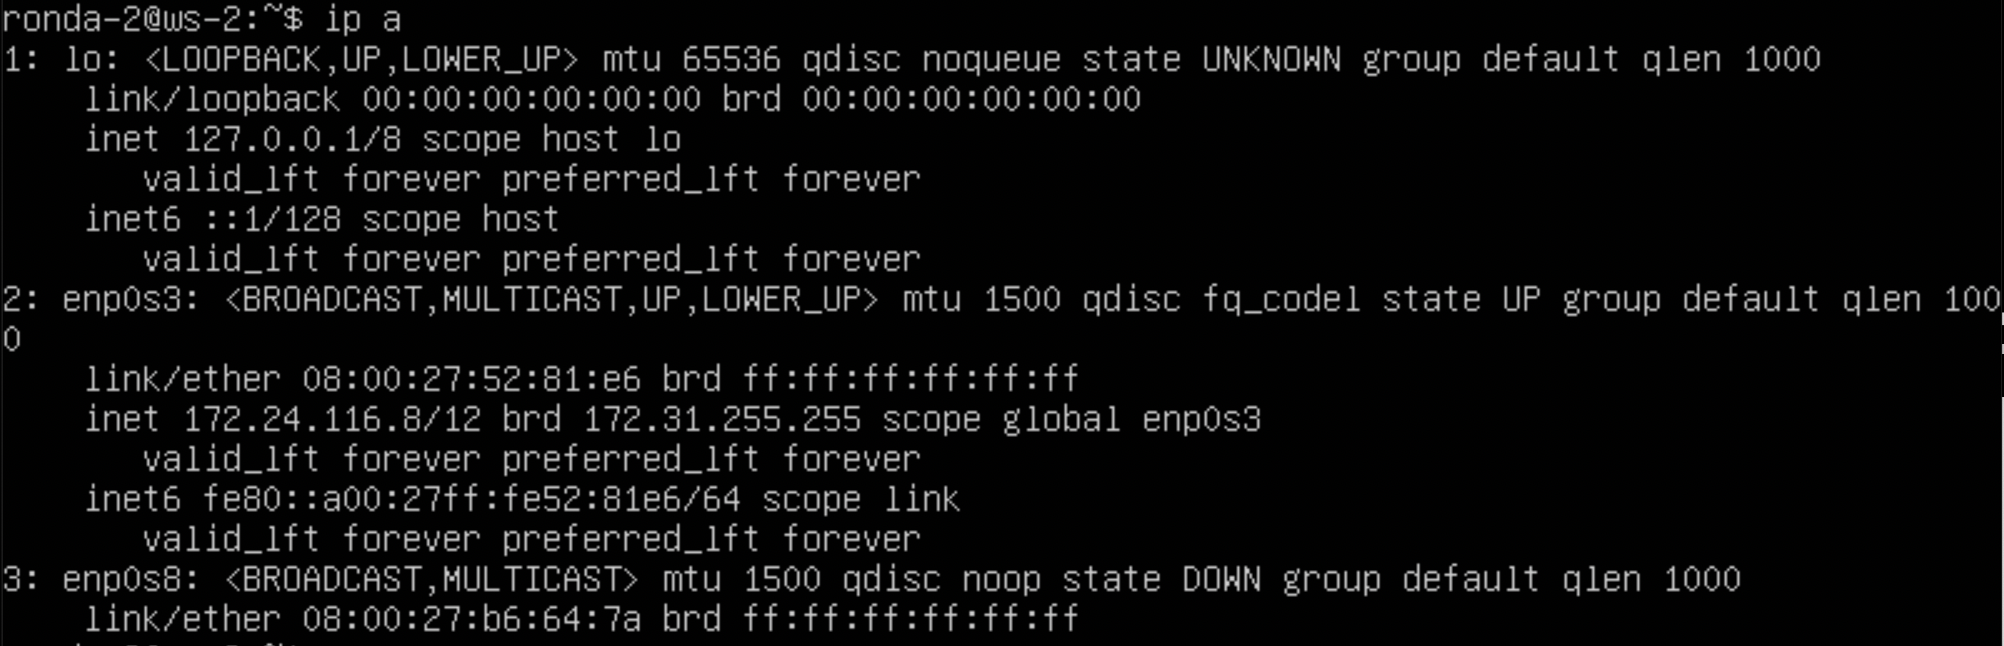 ronda-2@ws-2:~$ ip a
1: lo: <LOOPBACK,UP,LOWER_UP> mtu 65536 qdisc noqueue state UNKNOWN group default qlen 1000
    link/loopback 00:00:00:00:00:00 brd 00:00:00:00:00:00
    inet 127.0.0.1/8 scope host lo
       valid_lft forever preferred_lft forever
    inet6 ::1/128 scope host
       valid_lft forever preferred_lft forever
2: enp0s3: <BROADCAST,MULTICAST,UP,LOWER_UP> mtu 1500 qdisc fq_codel state UP group default qlen 100
0
    link/ether 08:00:27:52:81:e6 brd ff:ff:ff:ff:ff:ff
    inet 172.24.116.8/12 brd 172.31.255.255 scope global enp0s3
       valid_lft forever preferred_lft forever
    inet6 fe80::a00:27ff:fe52:81e6/64 scope link
       valid_lft forever preferred_lft forever
3: enp0s8: <BROADCAST,MULTICAST> mtu 1500 qdisc noop state DOWN group default qlen 1000
    link/ether 08:00:27:b6:64:7a brd ff:ff:ff:ff:ff:ff